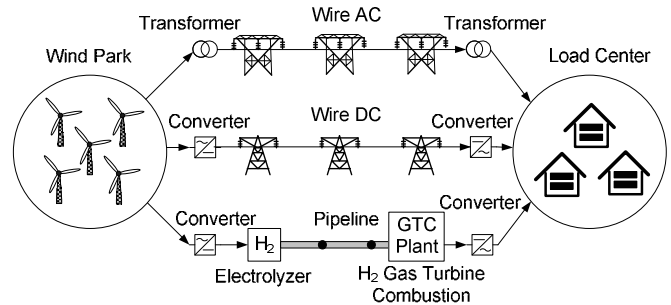 Wire AC
Transformer
Transformer
Wind Park
Load Center
Wire DC
Converter
Converter
Converter
Converter
Pipeline
H2
GTC
Plant
Electrolyzer
H2 Gas Turbine
Combustion